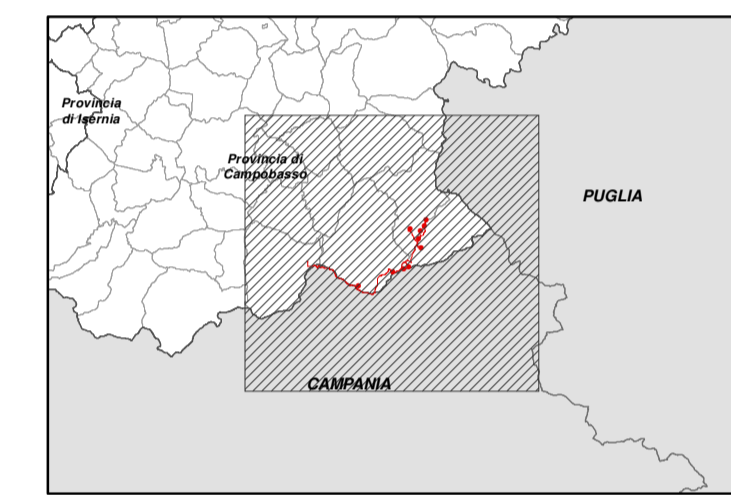 Provincia
di Isernia
Provincia di
Campobasso
PUGLIA
CAMPANIA